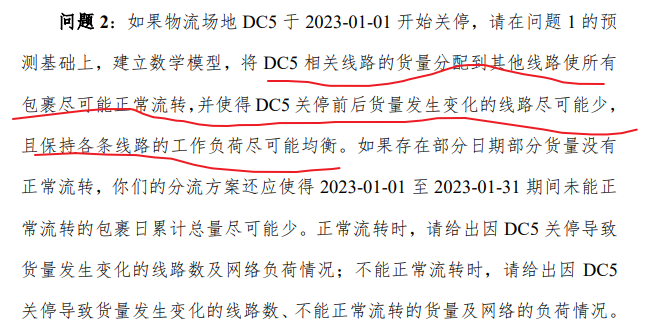 问题 2：如果物流场地 DC5 于 2023-01-01 开始关停，请在问题 1 的预
测基础上，建立数学模型，将 DC5 相关线路的货量分配到其他线路使所有
包裹尽可能正常流转，并使得 DC5 关停前后货量发生变化的线路尽可能少，
且保持各条线路的工作负荷尽可能均衡。如果存在部分日期部分货量没有
正常流转，你们的分流方案还应使得 2023-01-01 至 2023-01-31 期间未能正
常流转的包裹日累计总量尽可能少。正常流转时，请给出因 DC5 关停导致
货量发生变化的线路数及网络负荷情况；不能正常流转时，请给出因 DC5
关停导致货量发生变化的线路数、不能正常流转的货量及网络的负荷情况。